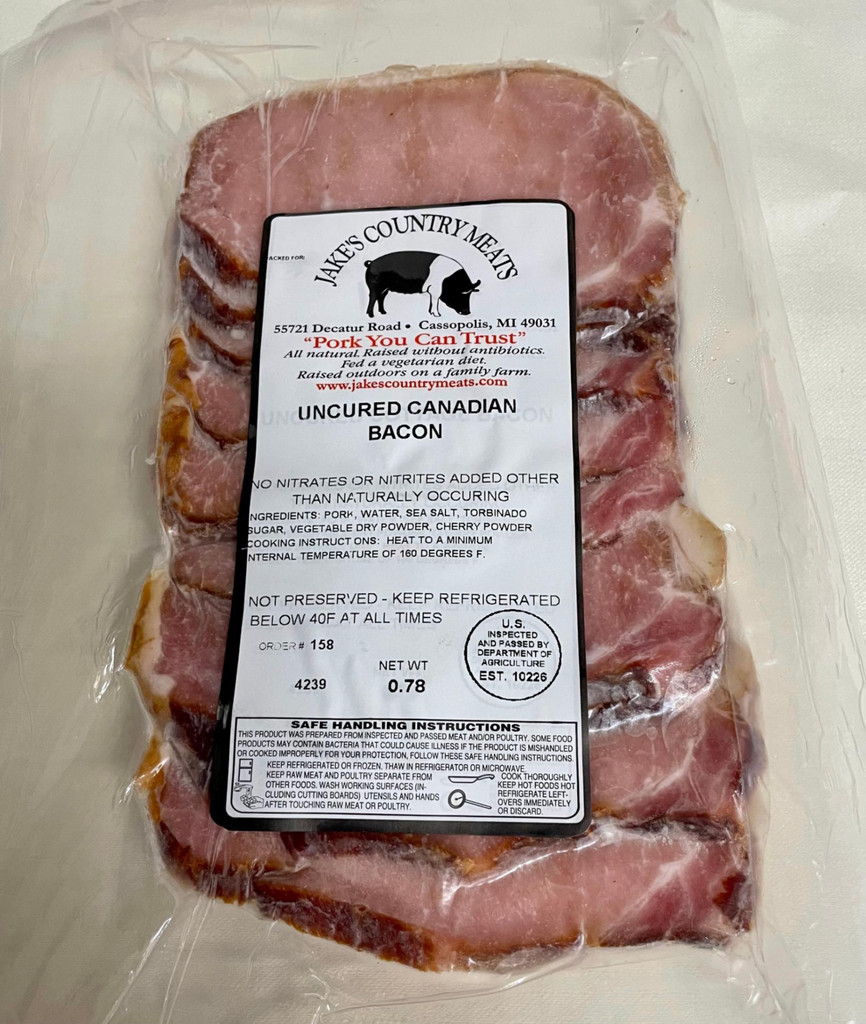 JAKE'S COUNTRY MEATS
ACKED FOR:
55721 Decatur Road • Cassopolis, MI 49031
"Pork You Can Trust"
All natural. Raised without antibiotics.
Fed a vegetarian diet.
Raised outdoors on a family farm.
www.jakescountrymeats.com
UNCURED CANADIAN
BACON
NO NITRATES OR NITRITES ADDED OTHER
THAN NATURALLY OCCURING
NGREDIENTS: PORK, WATER, SEA SALT, TORBINADO
SUGAR, VEGETABLE DRY POWDER, CHERRY POWDER
COOKING INSTRUCTIONS: HEAT TO A MINIMUM
NTERNAL TEMPERATURE OF 160 DEGREES F.
NOT PRESERVED - KEEP REFRIGERATED
BELOW 40F AT ALL TIMES
ORDER # 158
NET WT
4239
0.78
U.S.
INSPECTED
AND PASSED BY
DEPARTMENT OF
AGRICULTURE
EST. 10226
SAFE HANDLING INSTRUCTIONS
THIS PRODUCT WAS PREPARED FROM INSPECTED AND PASSED MEAT AND/OR POULTRY. SOME FOOD
PRODUCTS MAY CONTAIN BACTERIA THAT COULD CAUSE ILLNESS IF THE PRODUCT IS MISHANDLED
OR COOKED IMPROPERLY FOR YOUR PROTECTION, FOLLOW THESE SAFE HANDLING INSTRUCTIONS.
KEEP REFRIGERATED OR FROZEN. THAW IN REFRIGERATOR OR MICROWAVE.
KEEP RAW MEAT AND POULTRY SEPARATE FROM
OTHER FOODS. WASH WORKING SURFACES (IN-
CLUDING CUTTING BOARDS) UTENSILS AND HANDS
AFTER TOUCHING RAW MEAT OR POULTRY.
COOK THOROUGHLY
KEEP HOT FOODS HOT
REFRIGERATE LEFT-
OVERS IMMEDIATELY
OR DISCARD.